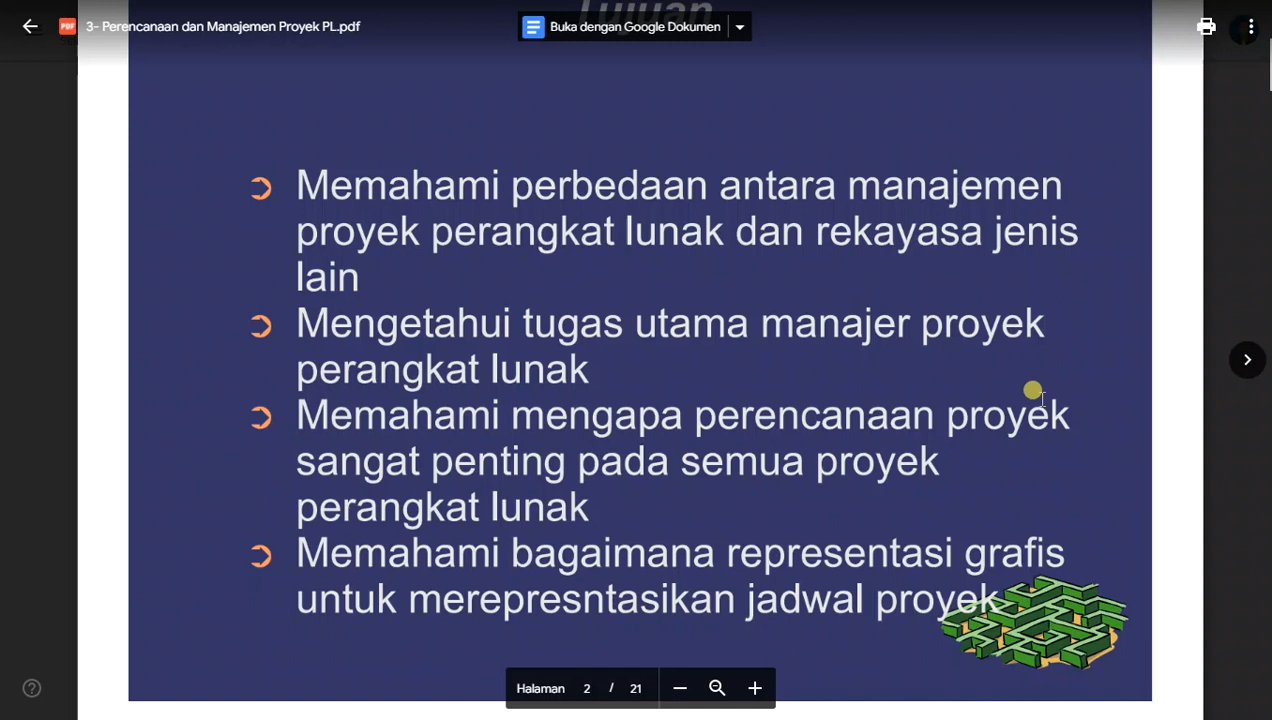 Tujuan
PDF
3- Perencanaan dan Manajemen Proyek PL.pdf
Buka dengan Google Dokumen
Memahami perbedaan antara manajemen
proyek perangkat lunak dan rekayasa jenis
lain
Mengetahui tugas utama manajer proyek
perangkat lunak
Memahami mengapa perencanaan proyek
sangat penting pada semua proyek
perangkat lunak
Memahami bagaimana representasi grafis
untuk merepresntasikan jadwal proyek
Halaman 2 / 21